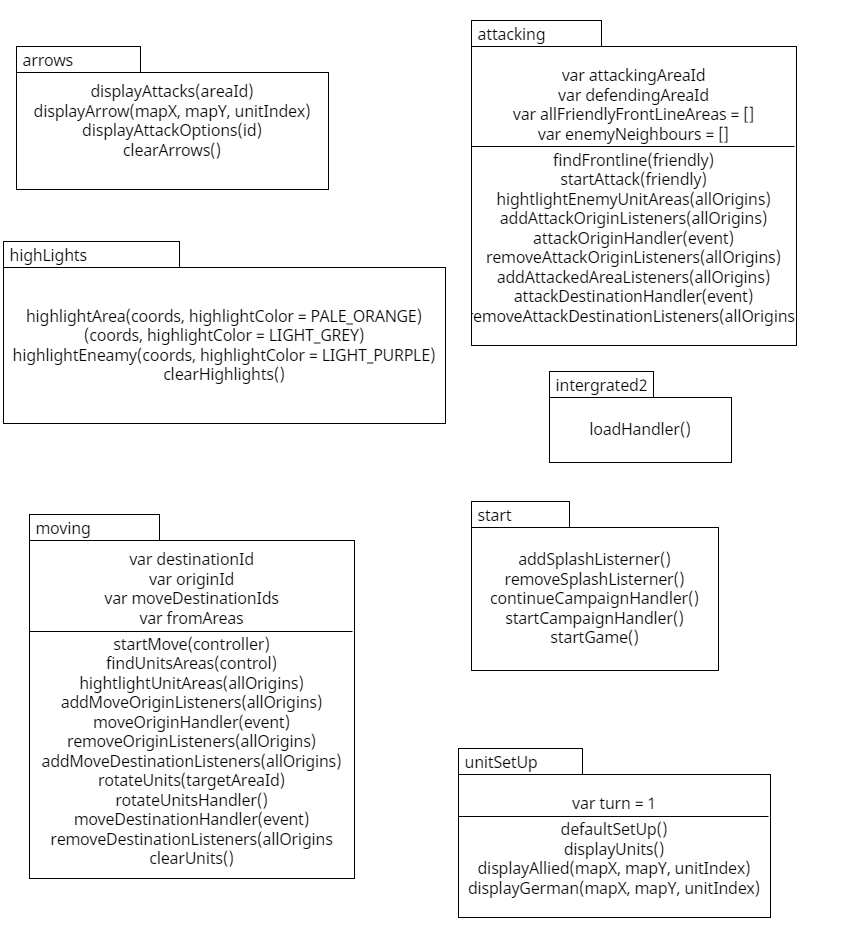 arrows
displayAttacks(areaId)
displayArrow(mapX, mapY, unitIndex)
displayAttackOptions(id)
clearArrows()
attacking
var attackingAreaId
var defendingAreaId
var allFriendlyFrontLineAreas = []
var enemyNeighbours = []
findFrontline(friendly)
startAttack(friendly)
hightlightEnemyUnitAreas(allOrigins)
addAttackOriginListeners(allOrigins)
attackOriginHandler(event)
removeAttackOriginListeners(allOrigins)
addAttackedAreaListeners(allOrigins)
attackDestinationHandler(event)
removeAttackDestinationListeners(allOrigins
highLights
highlightArea(coords, highlightColor = PALE_ORANGE)
(coords, highlightColor = LIGHT_GREY)
highlightEneamy(coords, highlightColor = LIGHT_PURPLE)
clearHighlights()
intergrated2
loadHandler()
moving
var destinationId
var originId
var moveDestinationIds
var fromAreas
startMove(controller)
findUnitsAreas(control)
hightlightUnitAreas(allOrigins)
addMoveOriginListeners(allOrigins)
moveOriginHandler(event)
removeOriginListeners(allOrigins)
addMoveDestinationListeners(allOrigins)
rotateUnits(targetAreaId)
rotateUnitsHandler()
moveDestinationHandler(event)
removeDestinationListeners(allOrigins
clearUnits()
start
addSplashListerner()
removeSplashListerner()
continueCampaignHandler()
startCampaignHandler()
startGame()
unitSetUp
var turn = 1
defaultSetUp()
displayUnits()
displayAllied(mapX, mapY, unitIndex)
displayGerman(mapX, mapY, unitIndex)